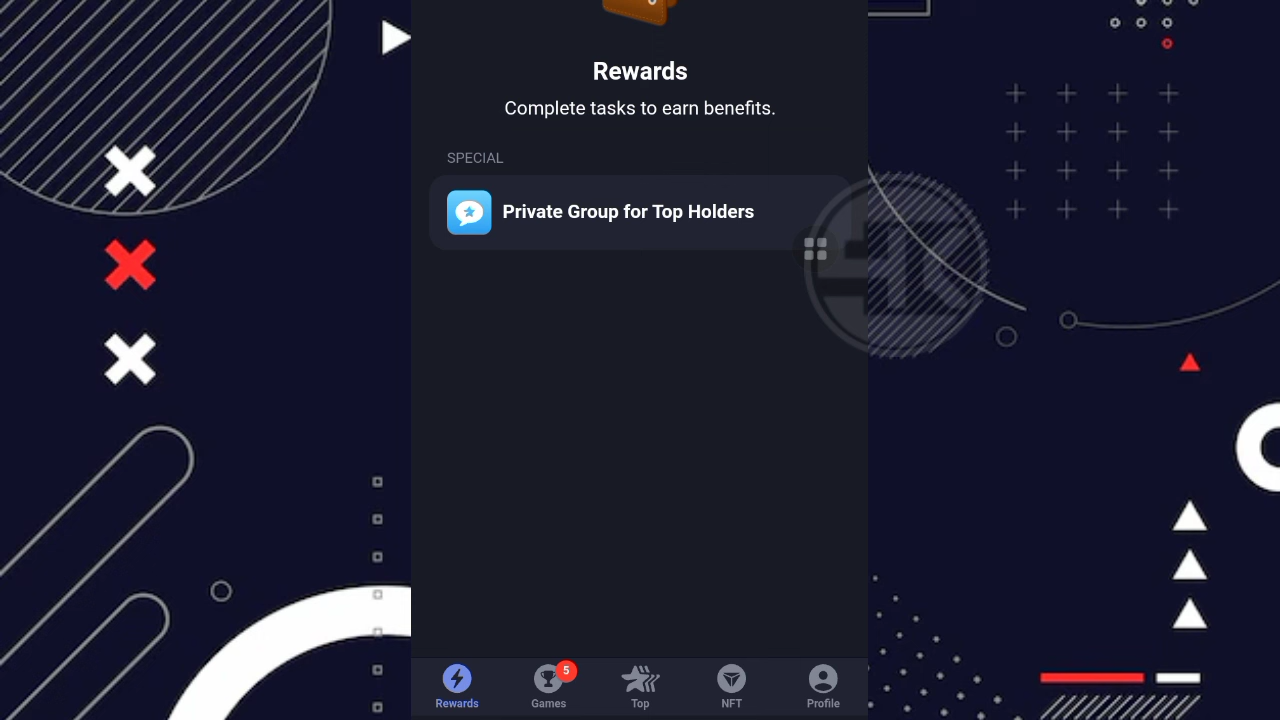 Rewards
Complete tasks to earn benefits.
SPECIAL
Private Group for Top Holders
5
Rewards
Games
Top
NFT
Profile